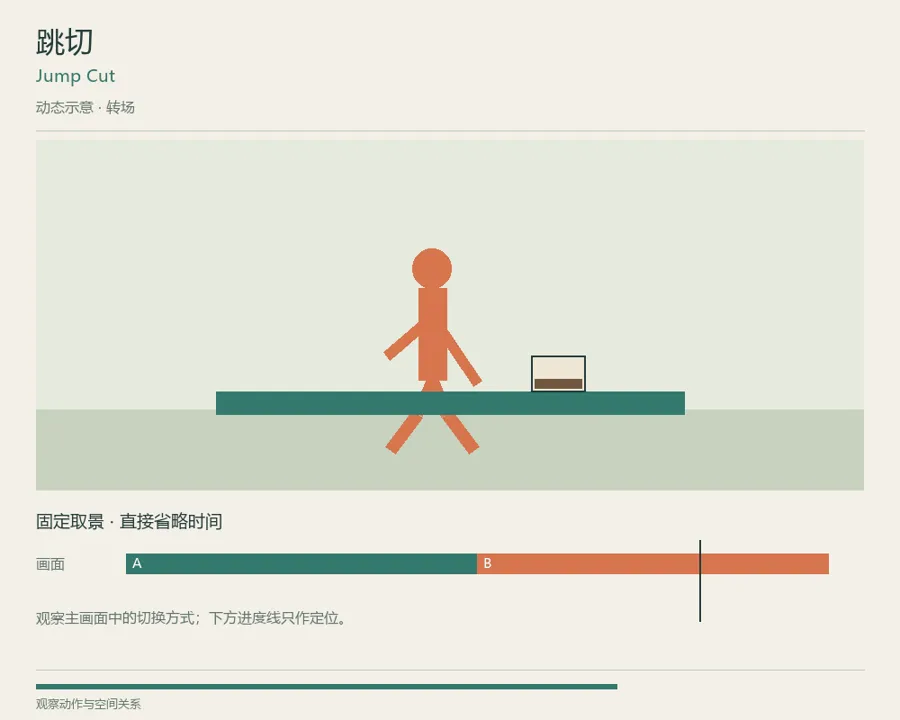 跳切
Jump Cut
动态示意 · 转场
固定取景 · 直接省略时间
画面 A B
观察主画面中的切换方式；下方进度线只作定位。
观察动作与空间关系